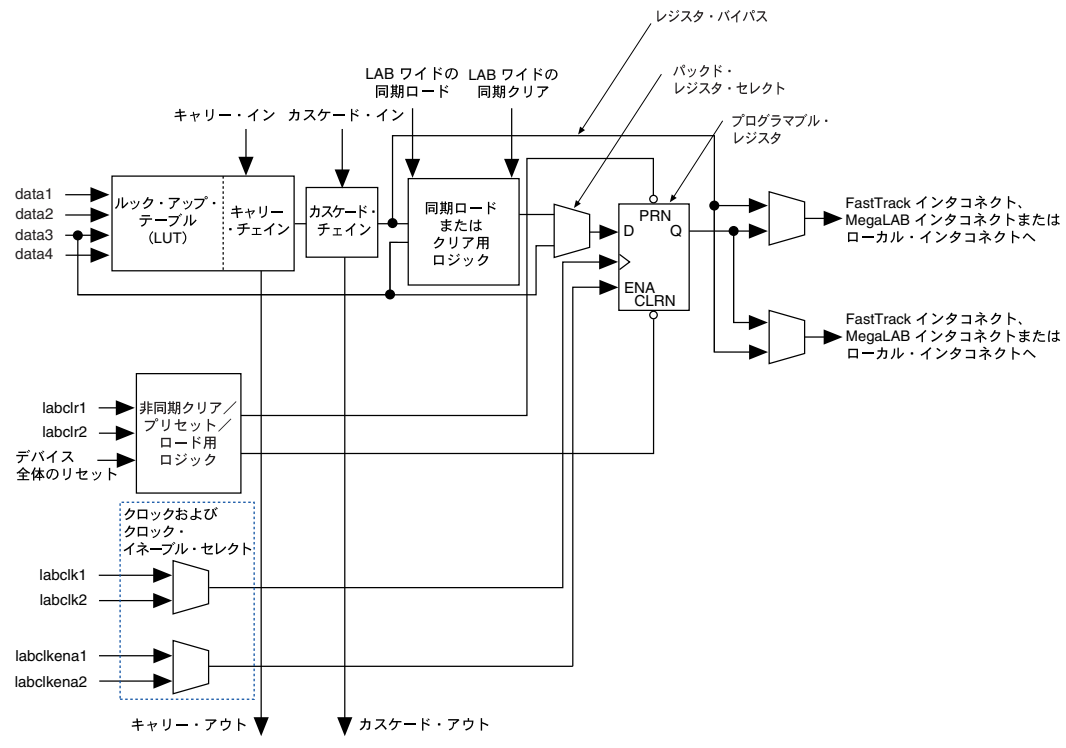 レジスタ・バイパス
LAB ワイドの
同期ロード
LAB ワイドの
同期クリア
パックド・
レジスタ・セレクト
キャリー・イン
カスケード・イン
プログラマブル・
レジスタ
data1
data2
data3
data4
ルック・アップ・
テーブル
（LUT）
キャリー
・チェイン
カスケード・
チェイン
同期ロード
または
クリア用
ロジック
PRN
D
Q
ENA
CLRN
FastTrack インタコネクト、
MegaLAB インタコネクトまたは
ローカル・インタコネクトへ
FastTrack インタコネクト、
MegaLAB インタコネクトまたは
ローカル・インタコネクトへ
labclr1
labclr2
デバイス
全体のリセット
非同期クリア／
プリセット／
ロード用
ロジック
クロックおよび
クロック・
イネーブル・セレクト
labclk1
labclk2
labclkena1
labclkena2
キャリー・アウト
カスケード・アウト